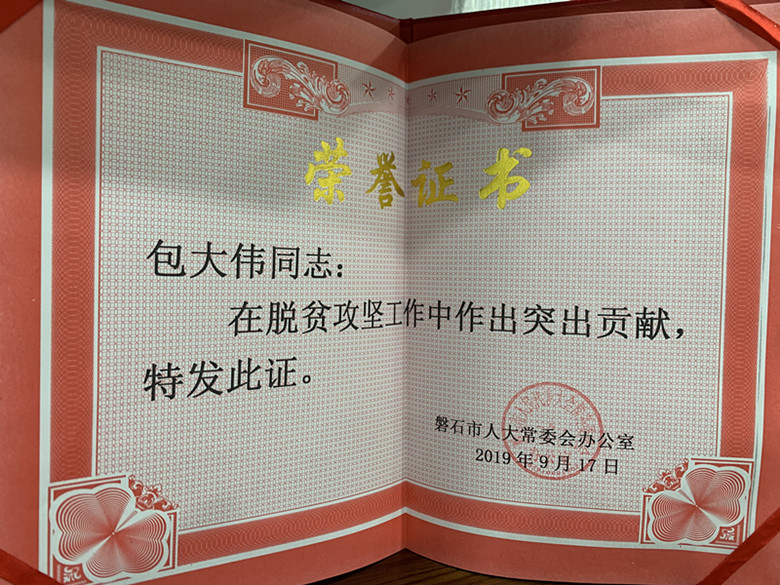 荣誉证书
包大伟同志：
在脱贫攻坚工作中作出突出贡献，
特发此证。
磐石市人大常委会办公室
2019年9月17日